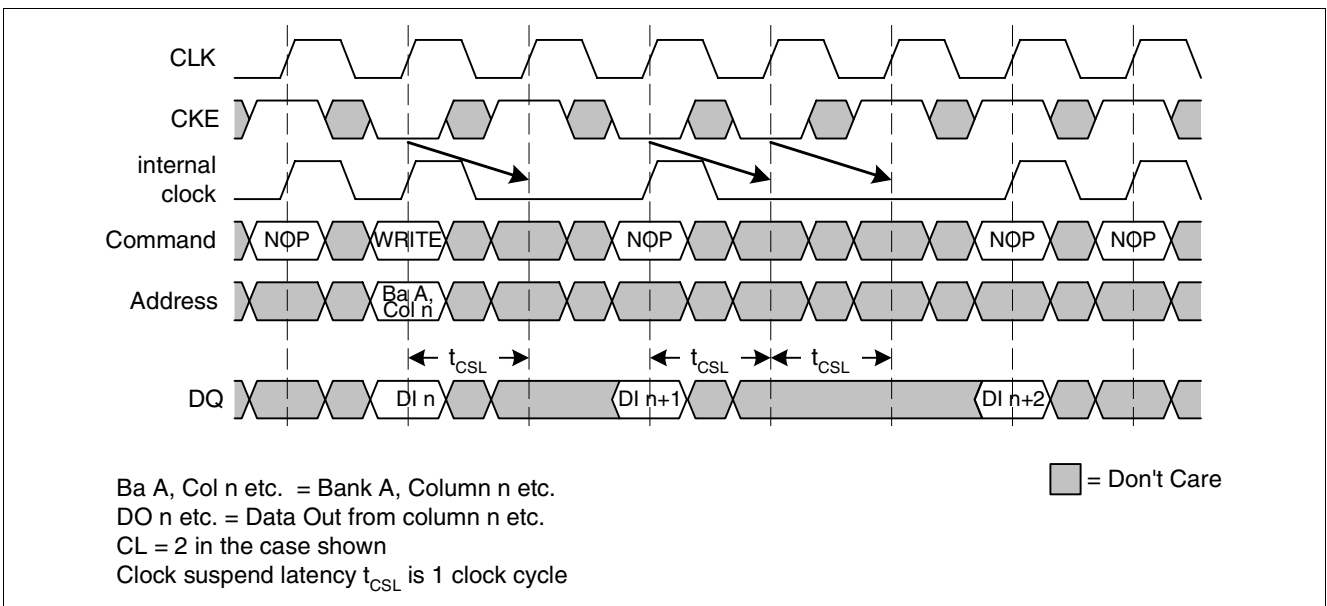 CLK
CKE
internal
clock
Command NOP WRITE NOP NOP NOP
Address Ba A,
Col n
tCSL tCSL tCSL
DQ DI n DI n+1 DI n+2
Ba A, Col n etc. = Bank A, Column n etc.
= Don't Care
DO n etc. = Data Out from column n etc.
CL = 2 in the case shown
Clock suspend latency tCSL is 1 clock cycle